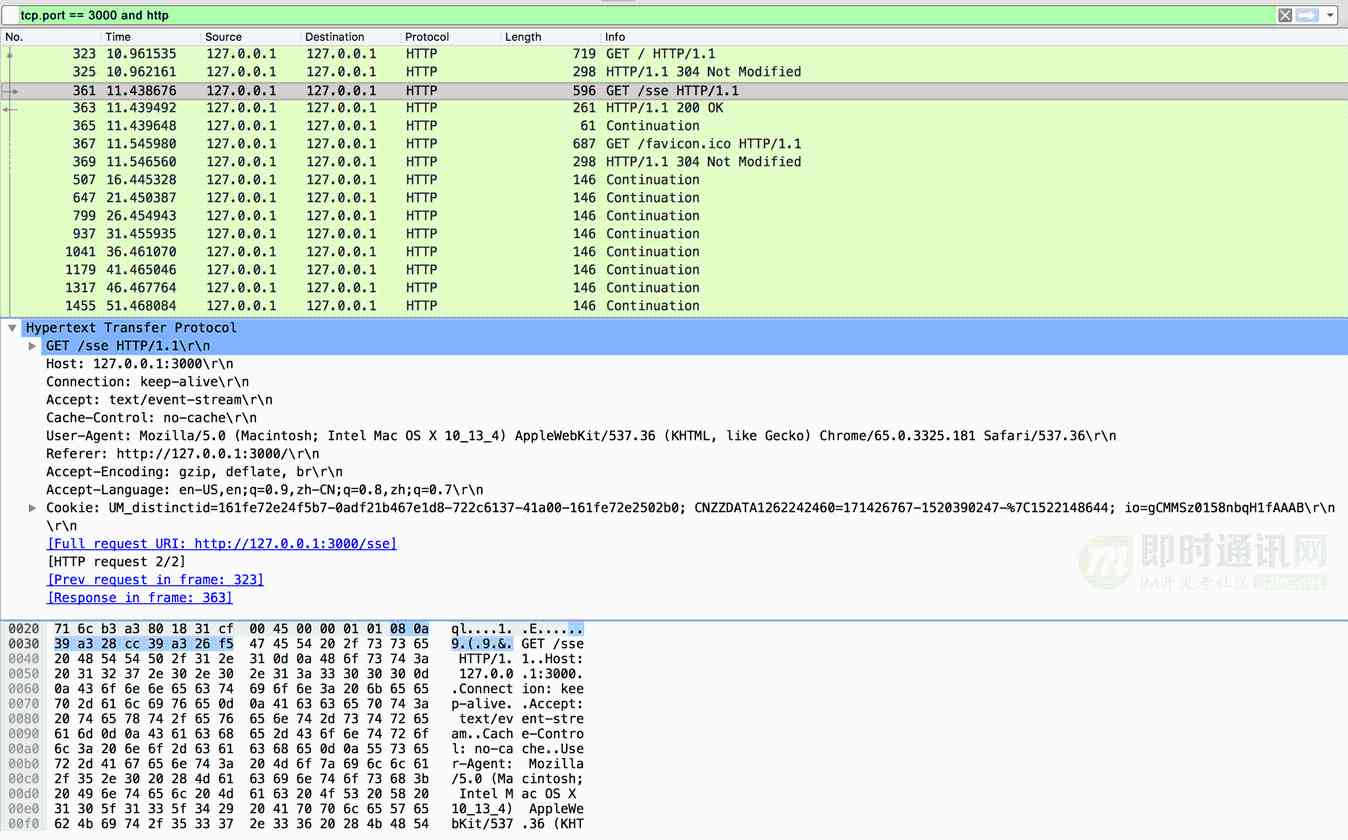 tcp.port == 3000 and http
No. Time Source Destination Protocol Length Info
323 10.961535 127.0.0.1 127.0.0.1 HTTP 719 GET / HTTP/1.1
325 10.962161 127.0.0.1 127.0.0.1 HTTP 298 HTTP/1.1 304 Not Modified
361 11.438676 127.0.0.1 127.0.0.1 HTTP 596 GET /sse HTTP/1.1
363 11.439492 127.0.0.1 127.0.0.1 HTTP 261 HTTP/1.1 200 OK
365 11.439648 127.0.0.1 127.0.0.1 HTTP 61 Continuation
367 11.545980 127.0.0.1 127.0.0.1 HTTP 687 GET /favicon.ico HTTP/1.1
369 11.546560 127.0.0.1 127.0.0.1 HTTP 298 HTTP/1.1 304 Not Modified
507 16.445328 127.0.0.1 127.0.0.1 HTTP 146 Continuation
647 21.450387 127.0.0.1 127.0.0.1 HTTP 146 Continuation
799 26.454943 127.0.0.1 127.0.0.1 HTTP 146 Continuation
937 31.455935 127.0.0.1 127.0.0.1 HTTP 146 Continuation
1041 36.461070 127.0.0.1 127.0.0.1 HTTP 146 Continuation
1179 41.465046 127.0.0.1 127.0.0.1 HTTP 146 Continuation
1317 46.467764 127.0.0.1 127.0.0.1 HTTP 146 Continuation
1455 51.468084 127.0.0.1 127.0.0.1 HTTP 146 Continuation
Hypertext Transfer Protocol
GET /sse HTTP/1.1\r\n
Host: 127.0.0.1:3000\r\n
Connection: keep-alive\r\n
Accept: text/event-stream\r\n
Cache-Control: no-cache\r\n
User-Agent: Mozilla/5.0 (Macintosh; Intel Mac OS X 10_13_4) AppleWebKit/537.36 (KHTML, like Gecko) Chrome/65.0.3325.181 Safari/537.36\r\n
Referer: http://127.0.0.1:3000/\r\n
Accept-Encoding: gzip, deflate, br\r\n
Accept-Language: en-US,en;q=0.9,zh-CN;q=0.8,zh;q=0.7\r\n
Cookie: UM_distinctid=161fe72e24f5b7-0adf21b467e1d8-722c6137-41a00-161fe72e2502b0; CNZZDATA1262242460=171426767-1520390247-%7C1522148644; io=gCMMSz0158nbqH1fAAAB\r\n
\r\n
[Full request URI: http://127.0.0.1:3000/sse]
[HTTP request 2/2]
[Prev request in frame: 323]
[Response in frame: 363]
即时通讯网
IM开发者社区
0020 71 6c b3 a3 80 18 31 cf 00 45 00 00 01 01 08 0a ql....1. .E......
0030 39 a3 28 cc 39 a3 26 f5 47 45 54 20 2f 73 73 65 9.(.9.&. GET /sse
0040 20 48 54 54 50 2f 31 2e 31 0d 0a 48 6f 73 74 3a HTTP/1. 1..Host:
0050 20 31 32 37 2e 30 2e 30 2e 31 3a 33 30 30 30 0d 127.0.0 .1:3000.
0060 0a 43 6f 6e 6e 65 63 74 69 6f 6e 3a 20 6b 65 65 .Connect ion: kee
0070 70 2d 61 6c 69 76 65 0d 0a 41 63 63 65 70 74 3a p-alive. .Accept:
0080 20 74 65 78 74 2f 65 76 65 6e 74 2d 73 74 72 65 text/ev ent-stre
0090 61 6d 0d 0a 43 61 63 68 65 2d 43 6f 6e 74 72 6f am..Cach e-Contro
00a0 6c 3a 20 6e 6f 2d 63 61 63 68 65 0d 0a 55 73 65 l: no-ca che..Use
00b0 72 2d 41 67 65 6e 74 3a 20 4d 6f 7a 69 6c 6c 61 r-Agent: Mozilla
00c0 2f 35 2e 30 20 28 4d 61 63 69 6e 74 6f 73 68 3b /5.0 (Ma cintosh;
00d0 20 49 6e 74 65 6c 20 4d 61 63 20 4f 53 20 58 20 Intel M ac OS X
00e0 31 30 5f 31 33 5f 34 29 20 41 70 70 6c 65 57 65 10_13_4) AppleWe
00f0 62 4b 69 74 2f 35 33 37 2e 33 36 20 28 4b 48 54 bKit/537 .36 (KHT